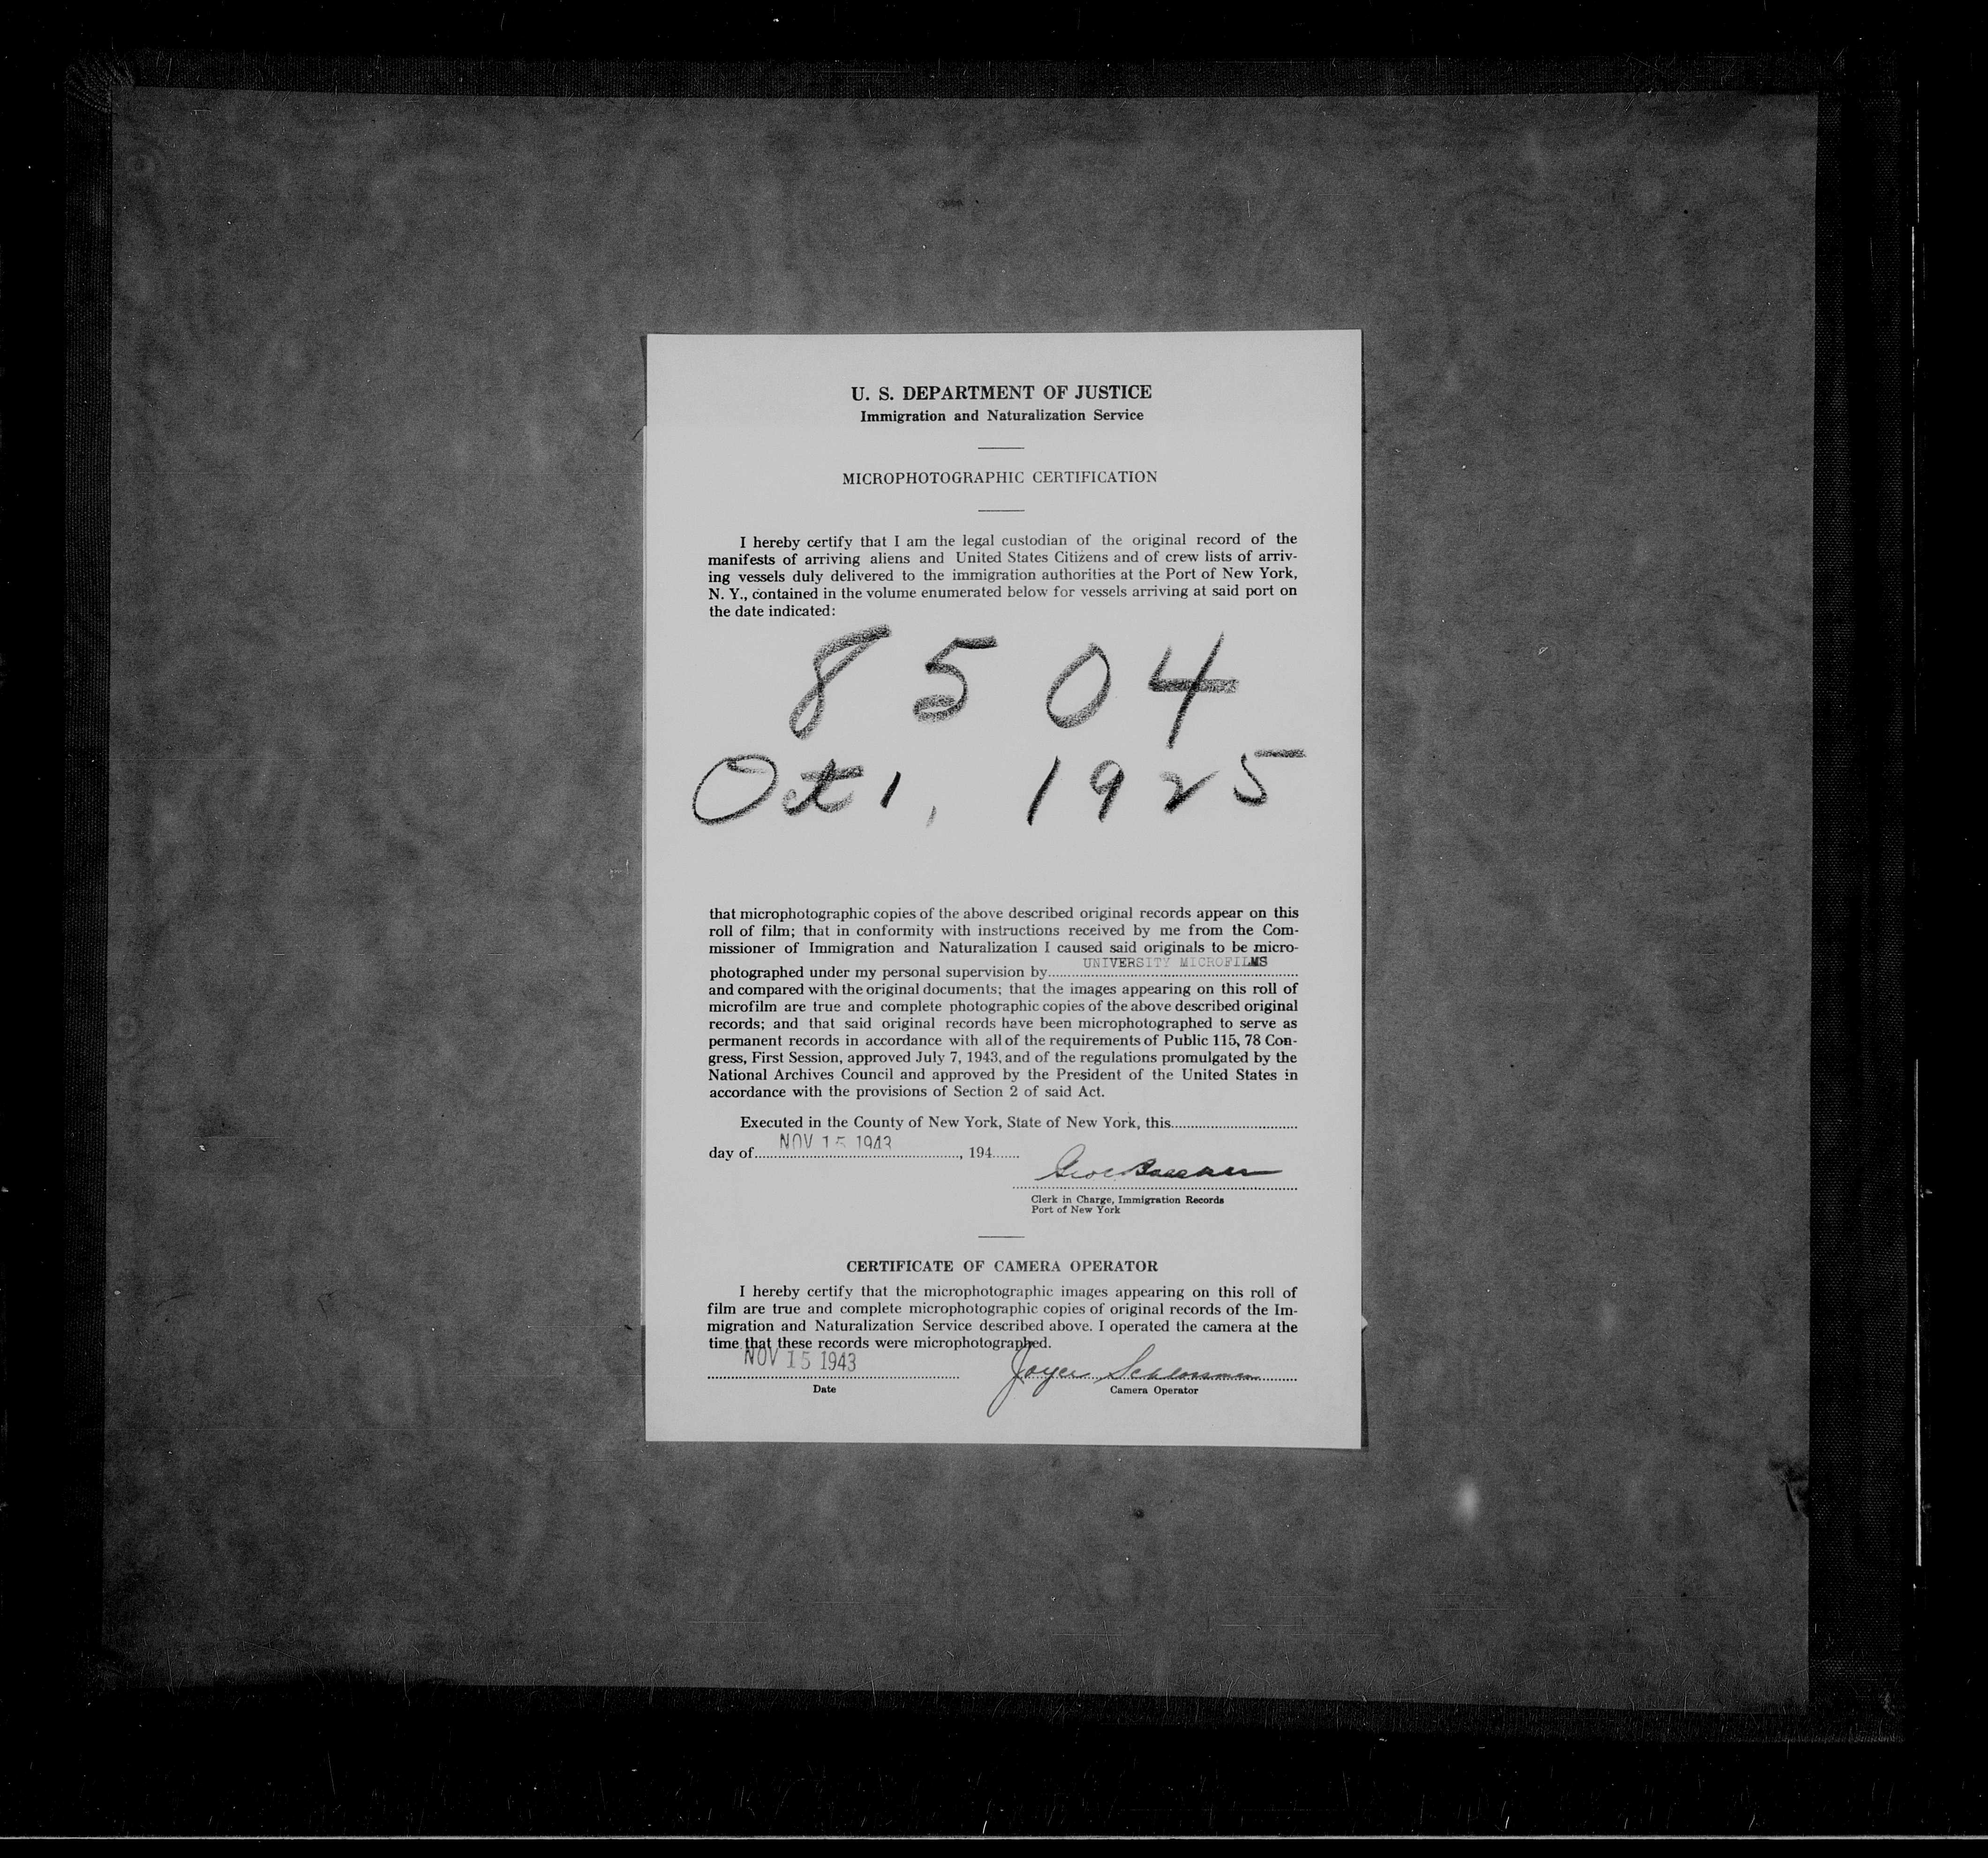 U. S. DEPARTMENT OF JUSTICE
Immigration and Naturalization Service
MICROPHOTOGRAPHIC CERTIFICATION
I hereby certify that I am the legal custodian of the original record of the
manifests of arriving aliens and United States Citizens and of crew lists of arriv-
ing vessels duly delivered to the immigration authorities at the Port of New York,
N. Y., contained in the volume enumerated below for vessels arriving at said port on
the date indicated:
8504
Oct 1, 1925
that microphotographic copies of the above described original records appear on this
roll of film; that in conformity with instructions received by me from the Com-
missioner of Immigration and Naturalization I caused said originals to be micro-
photographed under my personal supervision by UNIVERSITY MICROFILMS
and compared with the original documents; that the images appearing on this roll of
microfilm are true and complete photographic copies of the above described original
records; and that said original records have been microphotographed to serve as
permanent records in accordance with all of the requirements of Public 115, 78 Con-
gress, First Session, approved July 7, 1943, and of the regulations promulgated by the
National Archives Council and approved by the President of the United States in
accordance with the provisions of Section 2 of said Act.
Executed in the County of New York, State of New York, this
day of NOV 15 1943, 194
Clerk in Charge, Immigration Records
Port of New York
CERTIFICATE OF CAMERA OPERATOR
I hereby certify that the microphotographic images appearing on this roll of
film are true and complete microphotographic copies of original records of the Im-
migration and Naturalization Service described above. I operated the camera at the
time that these records were microphotographed.
NOV 15 1943 Joyce Schlossman
Date Camera Operator